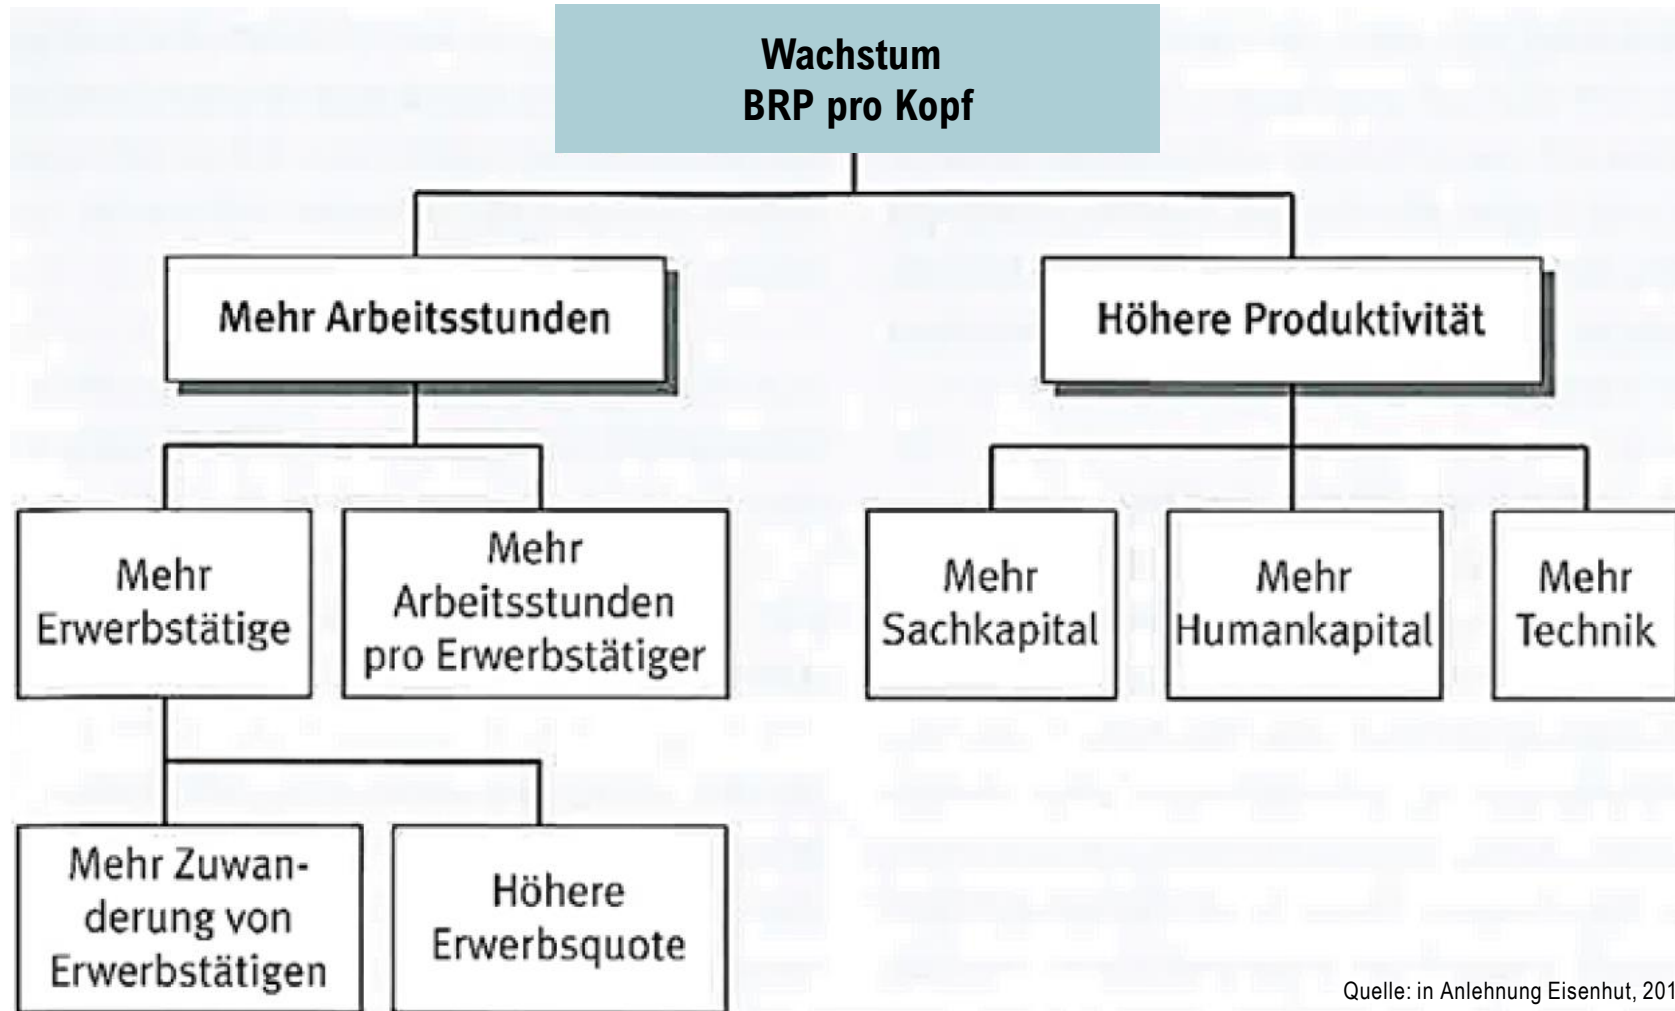 Wachstum
BRP pro Kopf
Mehr Arbeitsstunden
Höhere Produktivität
Mehr
Erwerbstätige
Mehr
Arbeitsstunden
pro Erwerbstätiger
Mehr
Sachkapital
Mehr
Humankapital
Mehr
Technik
Mehr Zuwan-
derung von
Erwerbstätigen
Höhere
Erwerbsquote
Quelle: in Anlehnung Eisenhut, 201